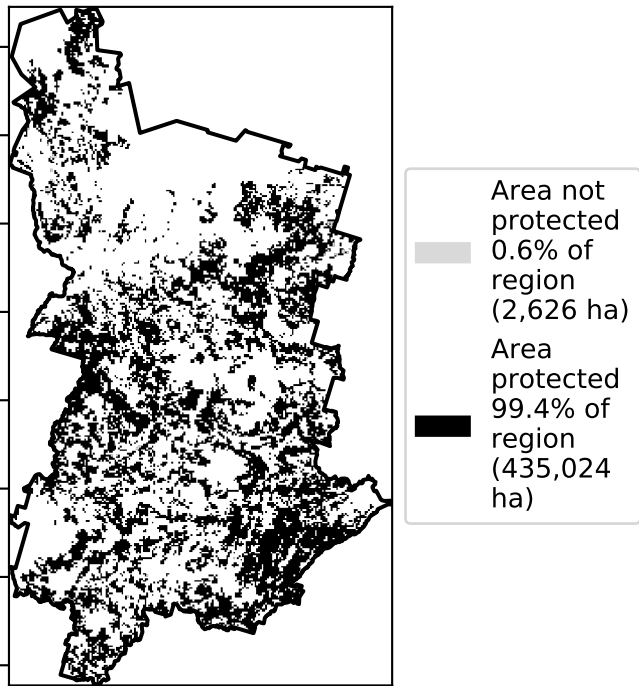 Area not
protected
0.6% of
region
(2,626 ha)
Area
protected
99.4% of
region
(435,024
ha)